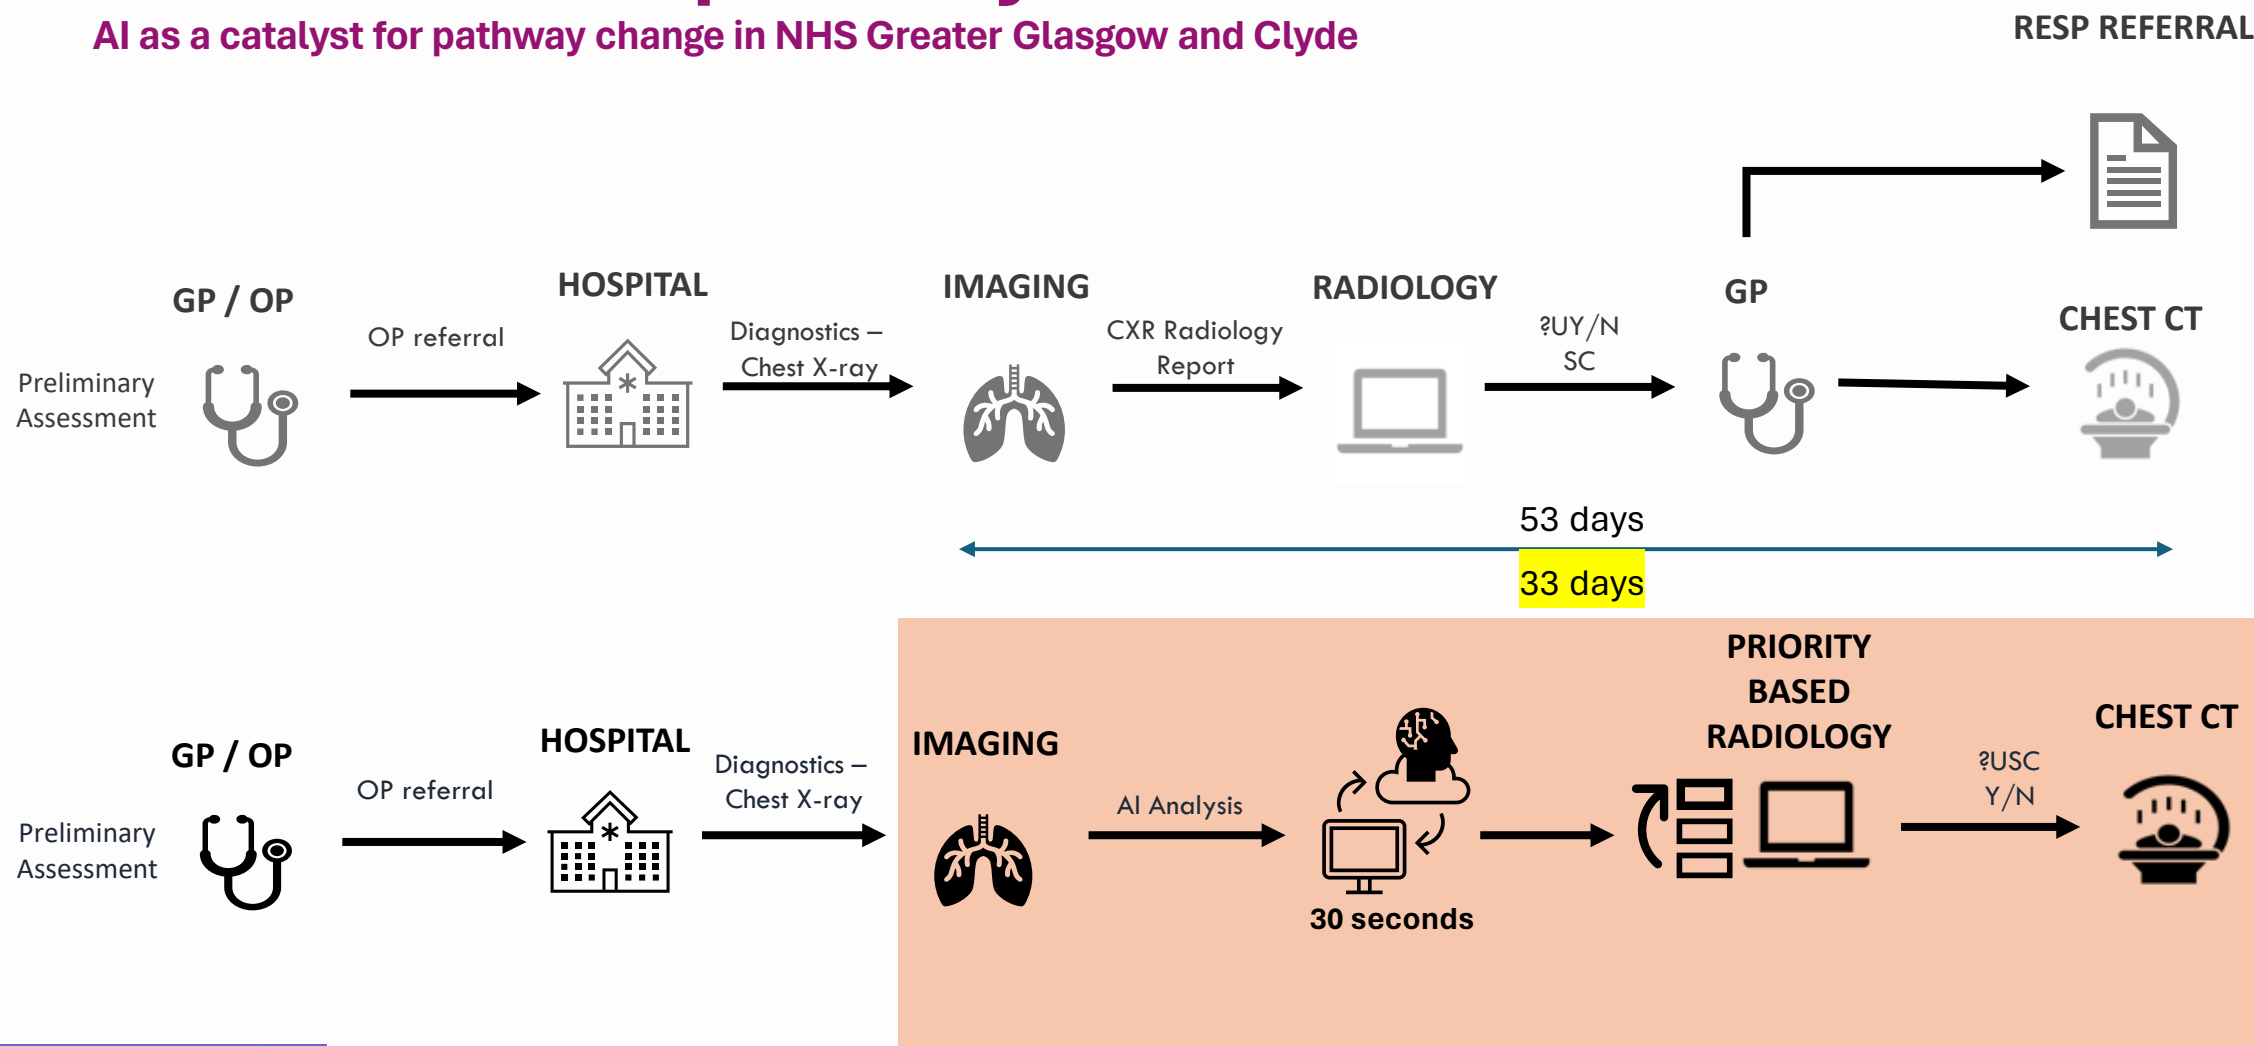 AI as a catalyst for pathway change in NHS Greater Glasgow and Clyde
RESP REFERRAL
GP / OP
Preliminary
Assessment
OP referral
HOSPITAL
Diagnostics –
Chest X-ray
IMAGING
CXR Radiology
Report
RADIOLOGY
?UY/N
SC
GP
CHEST CT
53 days
33 days
GP / OP
Preliminary
Assessment
OP referral
HOSPITAL
Diagnostics –
Chest X-ray
IMAGING
AI Analysis
30 seconds
PRIORITY
BASED
RADIOLOGY
?USC
Y/N
CHEST CT